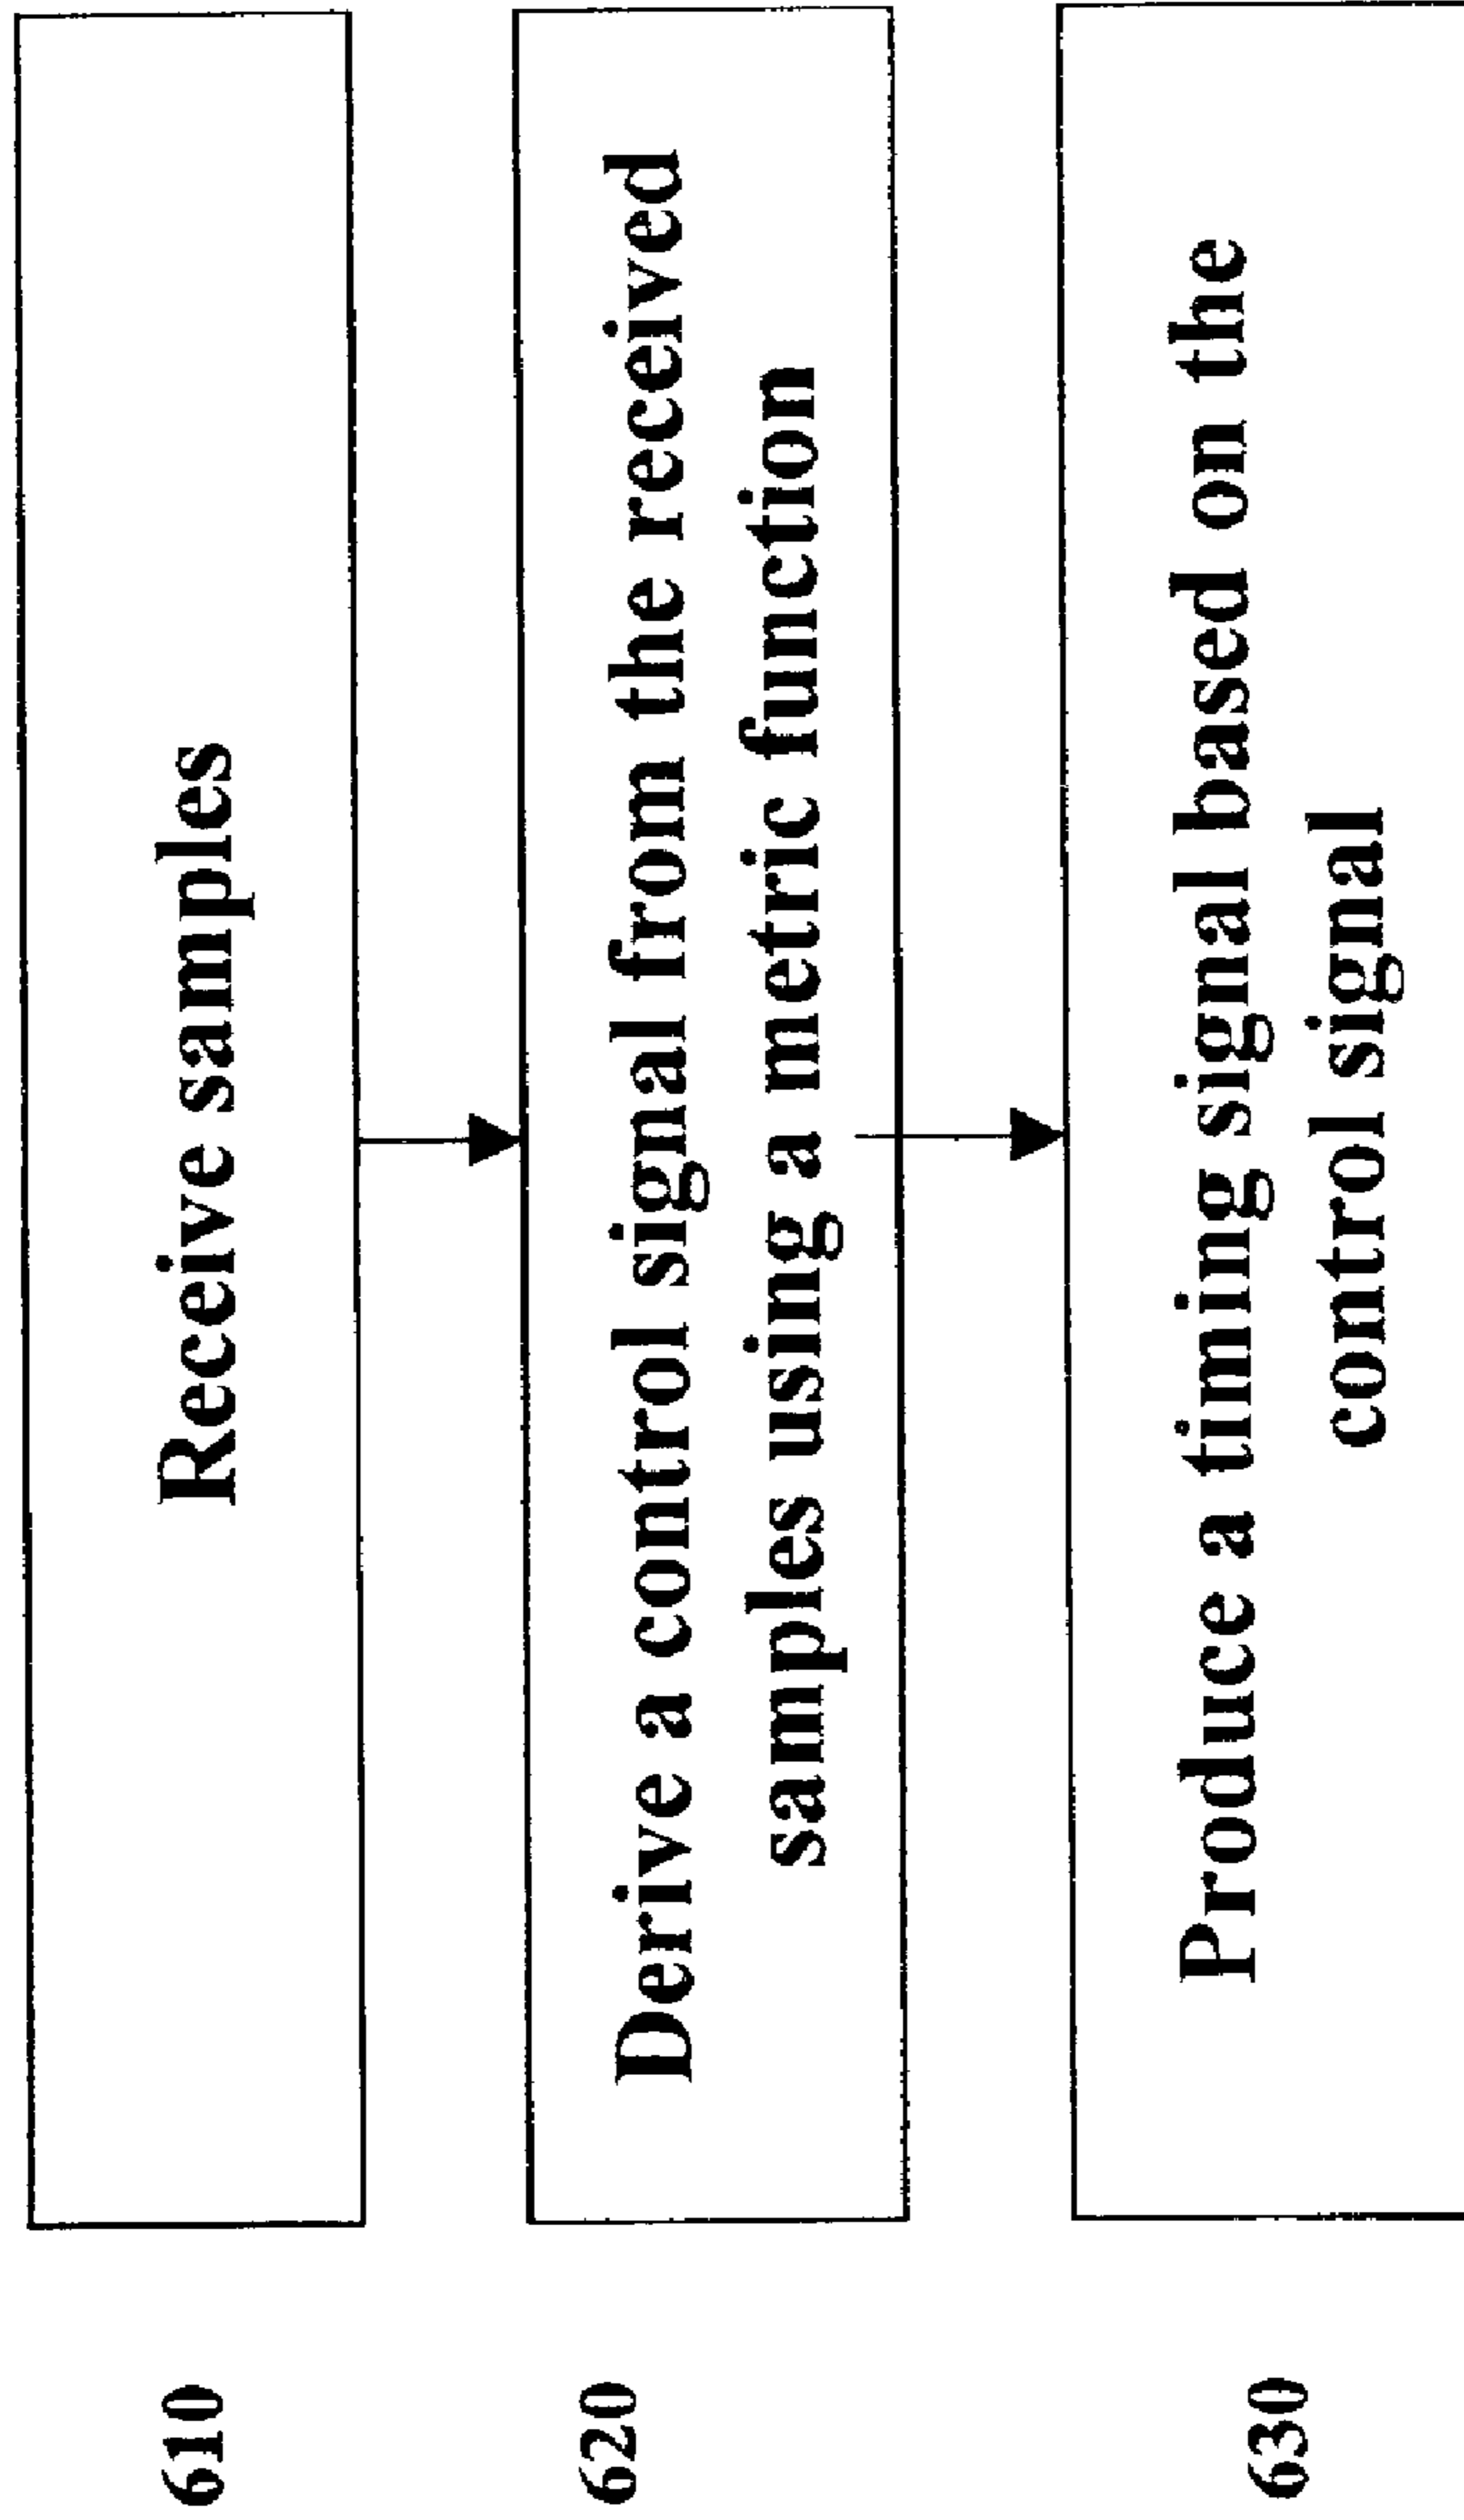 610
Receive samples
620
Derive a control signal from the received
samples using a metric function
630
Produce a timing signal based on the
control signal